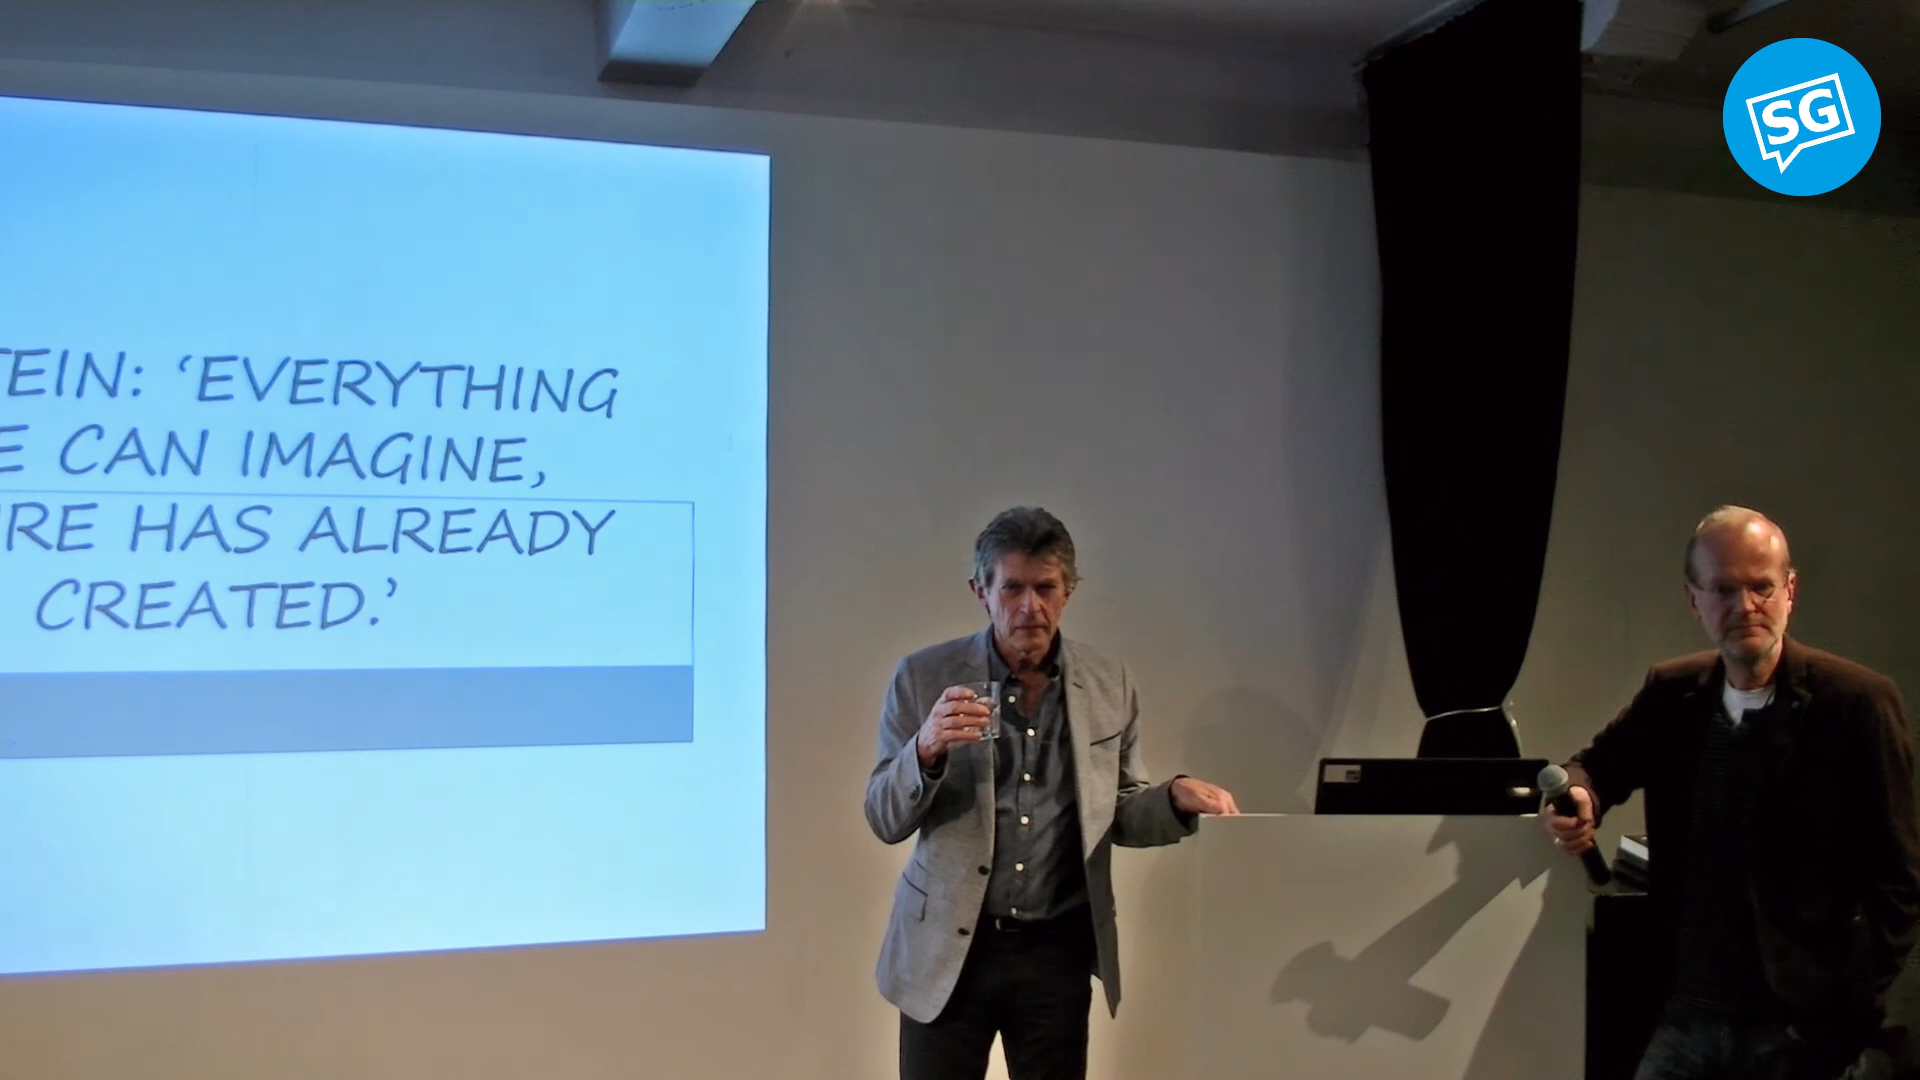 TEIN: ‘EVERYTHING
E CAN IMAGINE,
RE HAS ALREADY
CREATED.’
SG